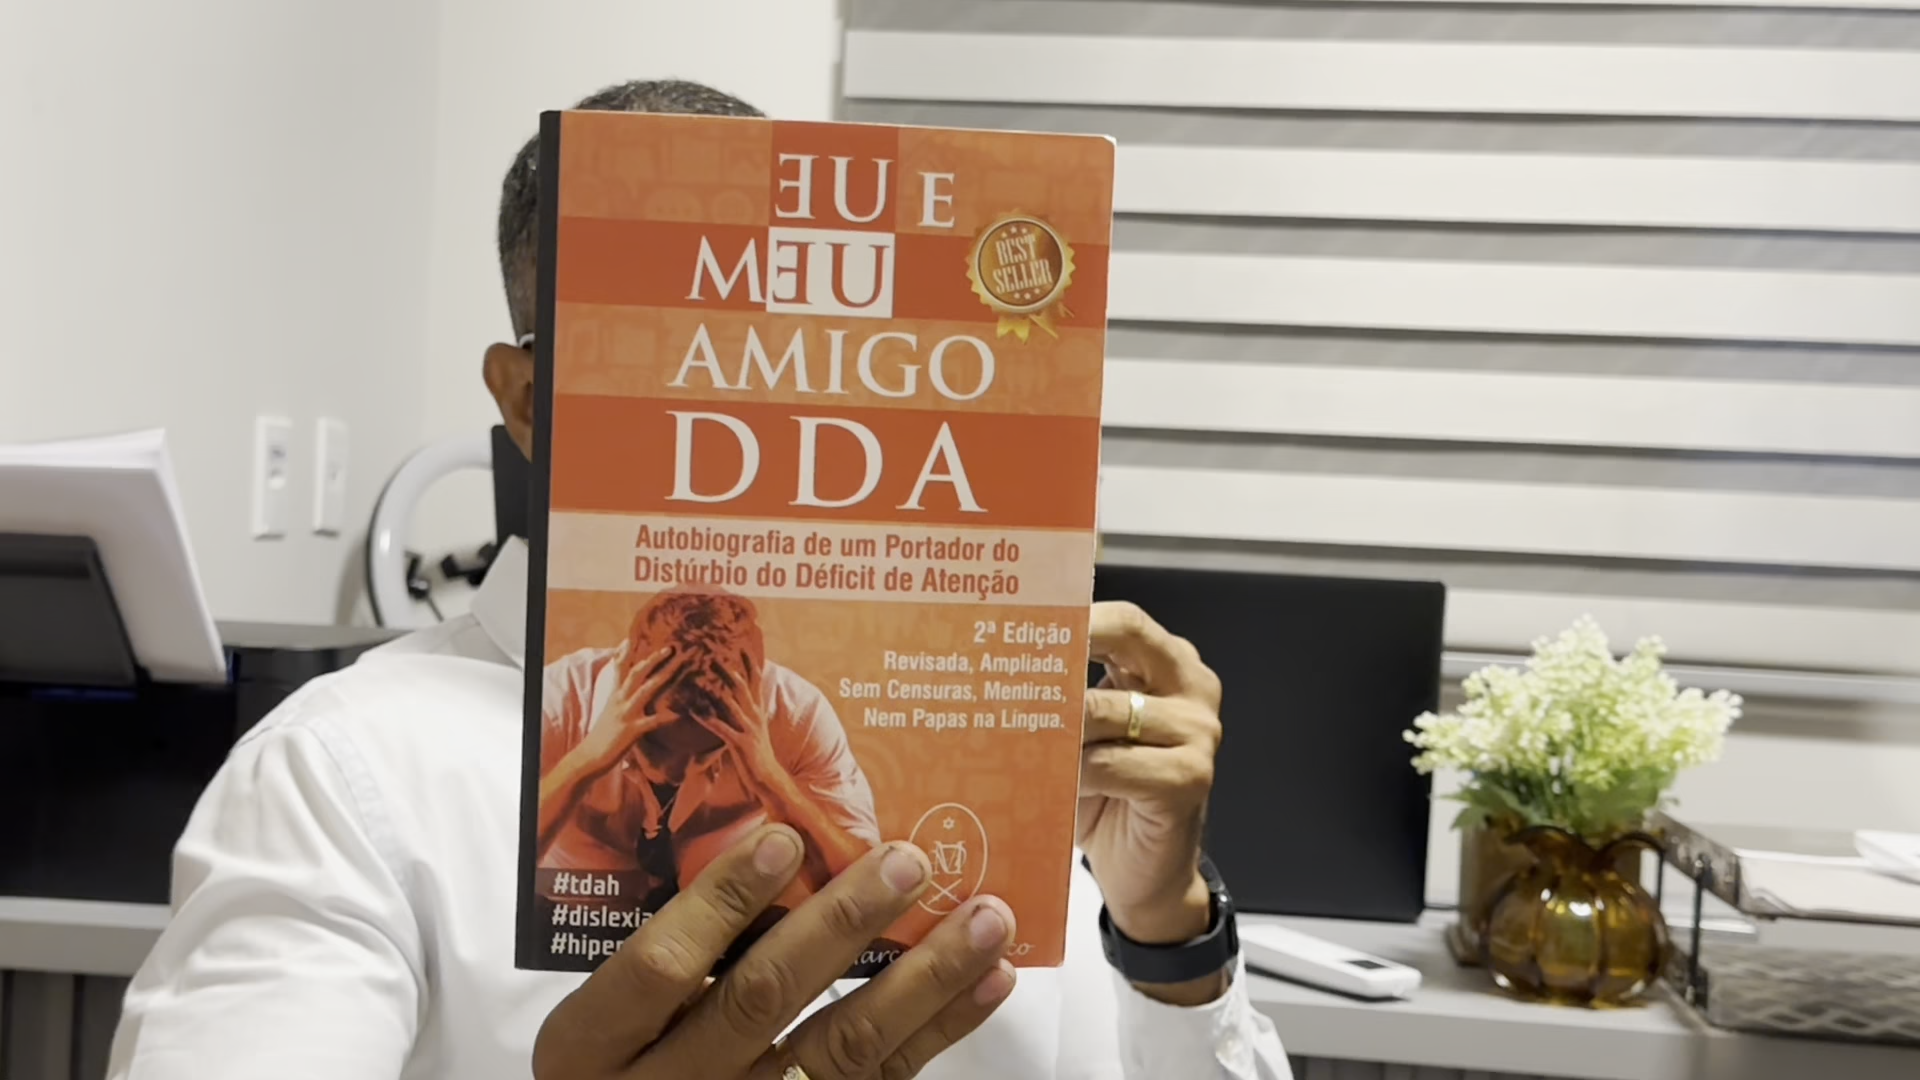 EU E
MEU
BEST
SELLER
AMIGO
DDA
Autobiografia de um Portador do
Distúrbio do Déficit de Atenção
2ª Edição
Revisada, Ampliada,
Sem Censuras, Mentiras,
Nem Papas na Língua.
#tdah
#dislexia